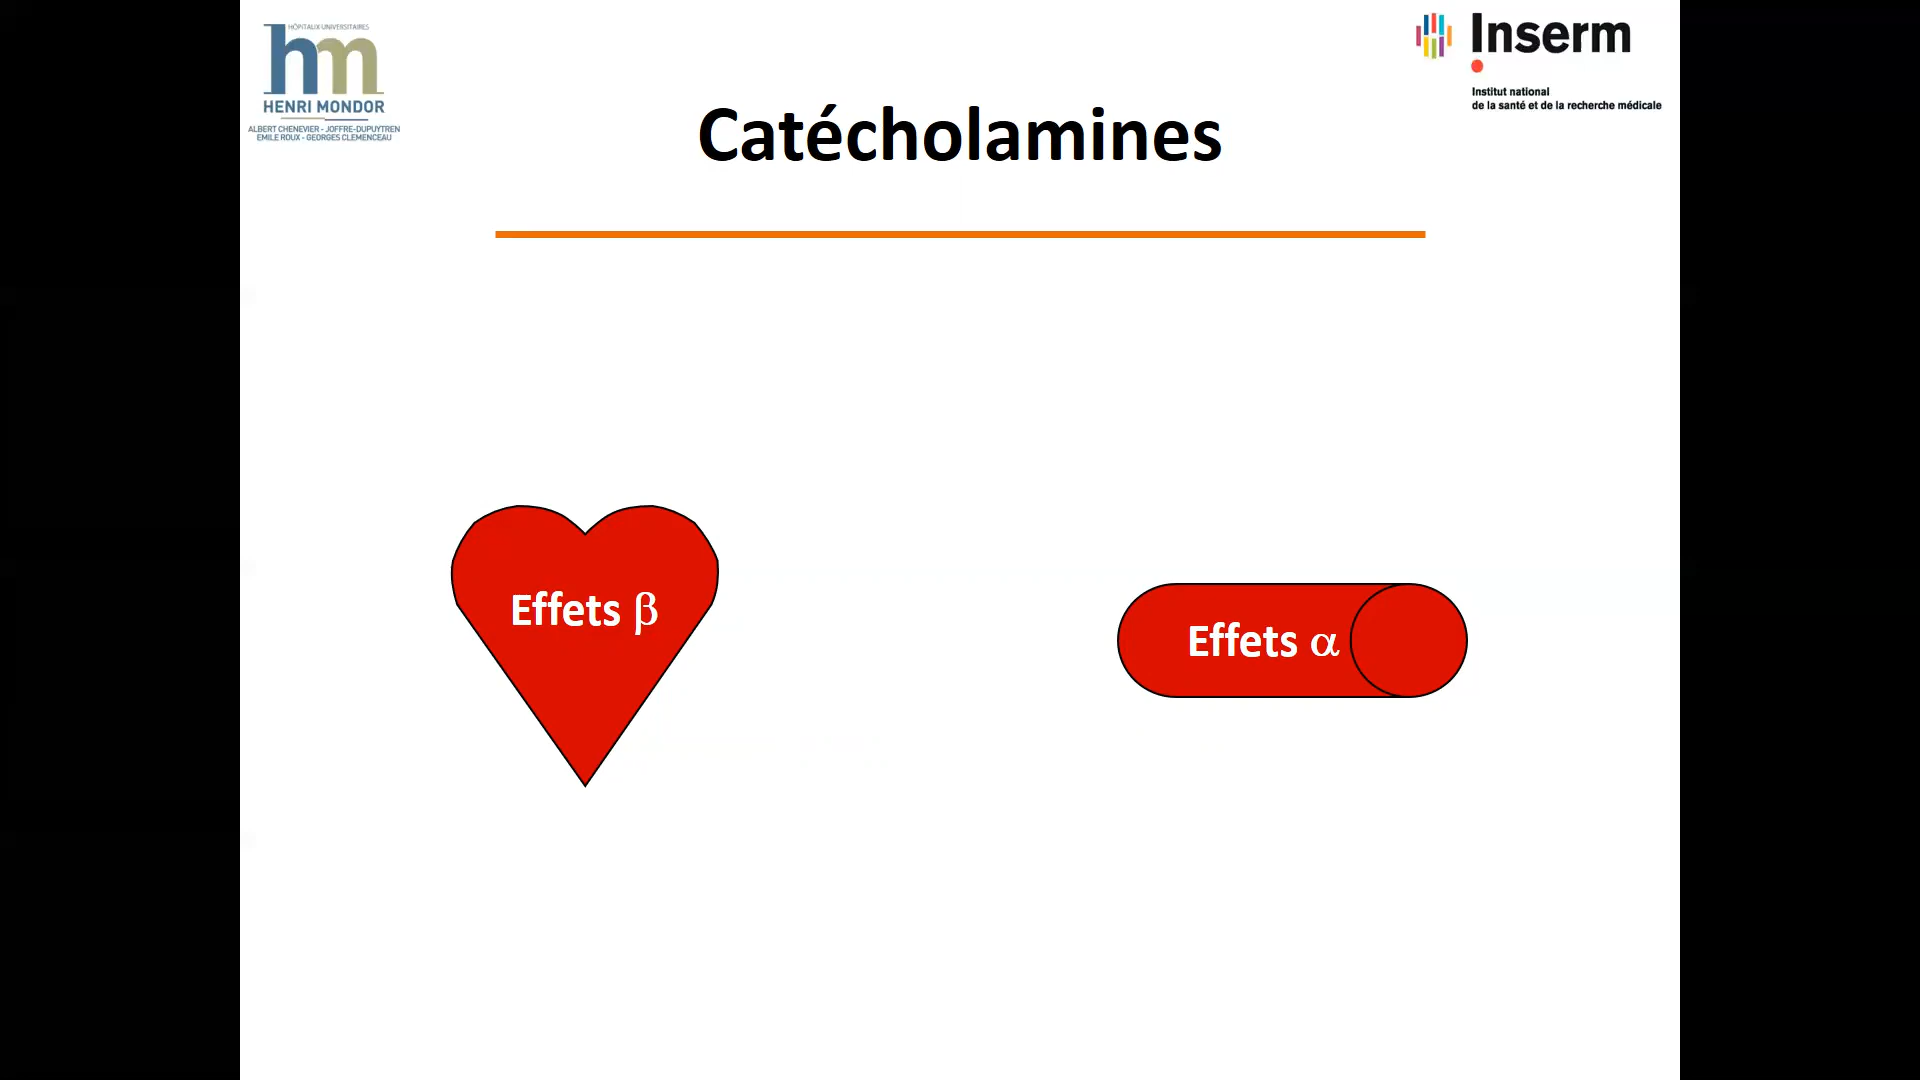 HÔPITAUX UNIVERSITAIRES
hm
HENRI MONDOR
ALBERT CHENEVIER - JOFFRE-DUPUYTREN
EMILE ROUX - GEORGES CLEMENCEAU
Inserm
Institut national
de la santé et de la recherche médicale
Catécholamines
Effets β
Effets α